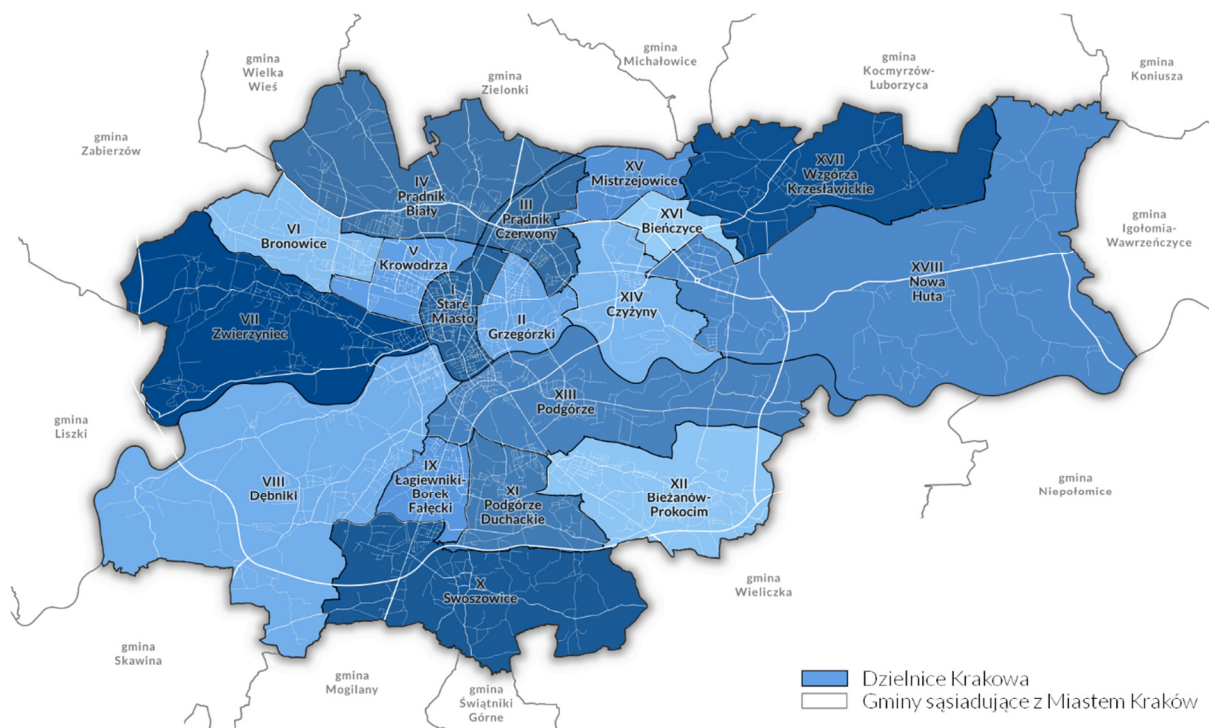 gmina
Wielka
Wieś
gmina
Zielonki
gmina
Michałowice
gmina
Kocmyrzów-
Luborzyca
gmina
Koniusza
gmina
Zabierzów
IV
Prądnik
Biały
III
Prądnik
Czerwony
XV
Mistrzejowice
XVII
Wzgórza
Krzesławickie
XVI
Bieńczyce
VI
Bronowice
V
Krowodrza
gmina
Igołomia-
Wawrzeńczyce
XVIII
Nowa
Huta
I
Stare
Miasto
II
Grzegórzki
XIV
Czyżyny
VII
Zwierzyniec
XIII
Podgórze
gmina
Liszki
VIII
Dębniki
IX
Łagiewniki-
Borek
Fałęcki
XI
Podgórze
Duchackie
XII
Bieżanów-
Prokocim
gmina
Niepołomice
X
Swoszowice
gmina
Wieliczka
gmina
Skawina
gmina
Mogilany
gmina
Świątniki
Górne
Dzielnice Krakowa
Gminy sąsiadujące z Miastem Kraków